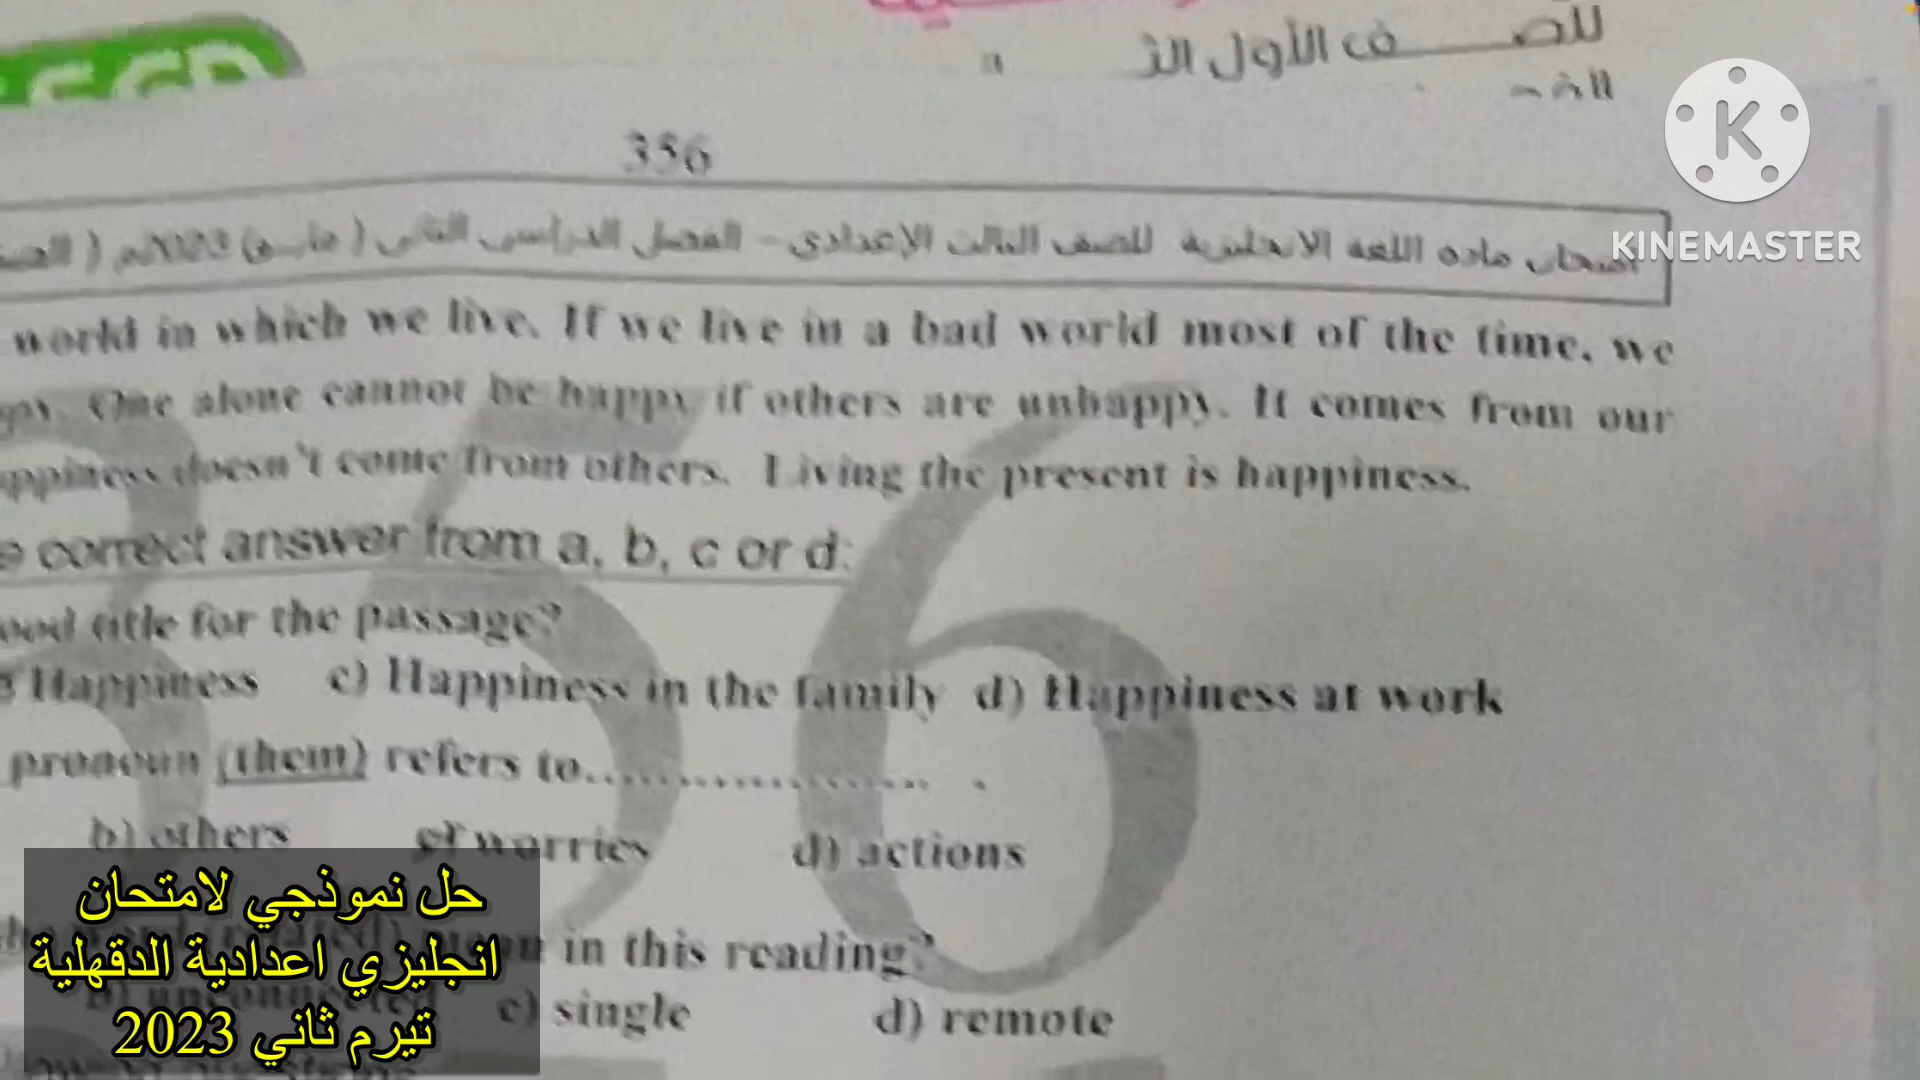 للصـــف الأول الث
356
امتحان مادة اللغة الانجليزية للصف الثالث الإعدادي - الفصل الدراسي الثاني ( مايو) 2023م (
KINEMASTER
world in which we live. If we live in a bad world most of the time, we
One alone cannot be happy if others are unhappy. It comes from our
appiness doesn't come from others. Living the present is happiness.
e correct answer from a, b, c or d:
ood title for the passage?
g Happiness c) Happiness in the family d) Happiness at work
pronoun (them) refers to.....................
b) others c) worries d) actions
in this reading?
b) unconnected c) single d) remote
حل نموذجي لامتحان
انجليزي اعدادية الدقهلية
تيرم ثاني 2023